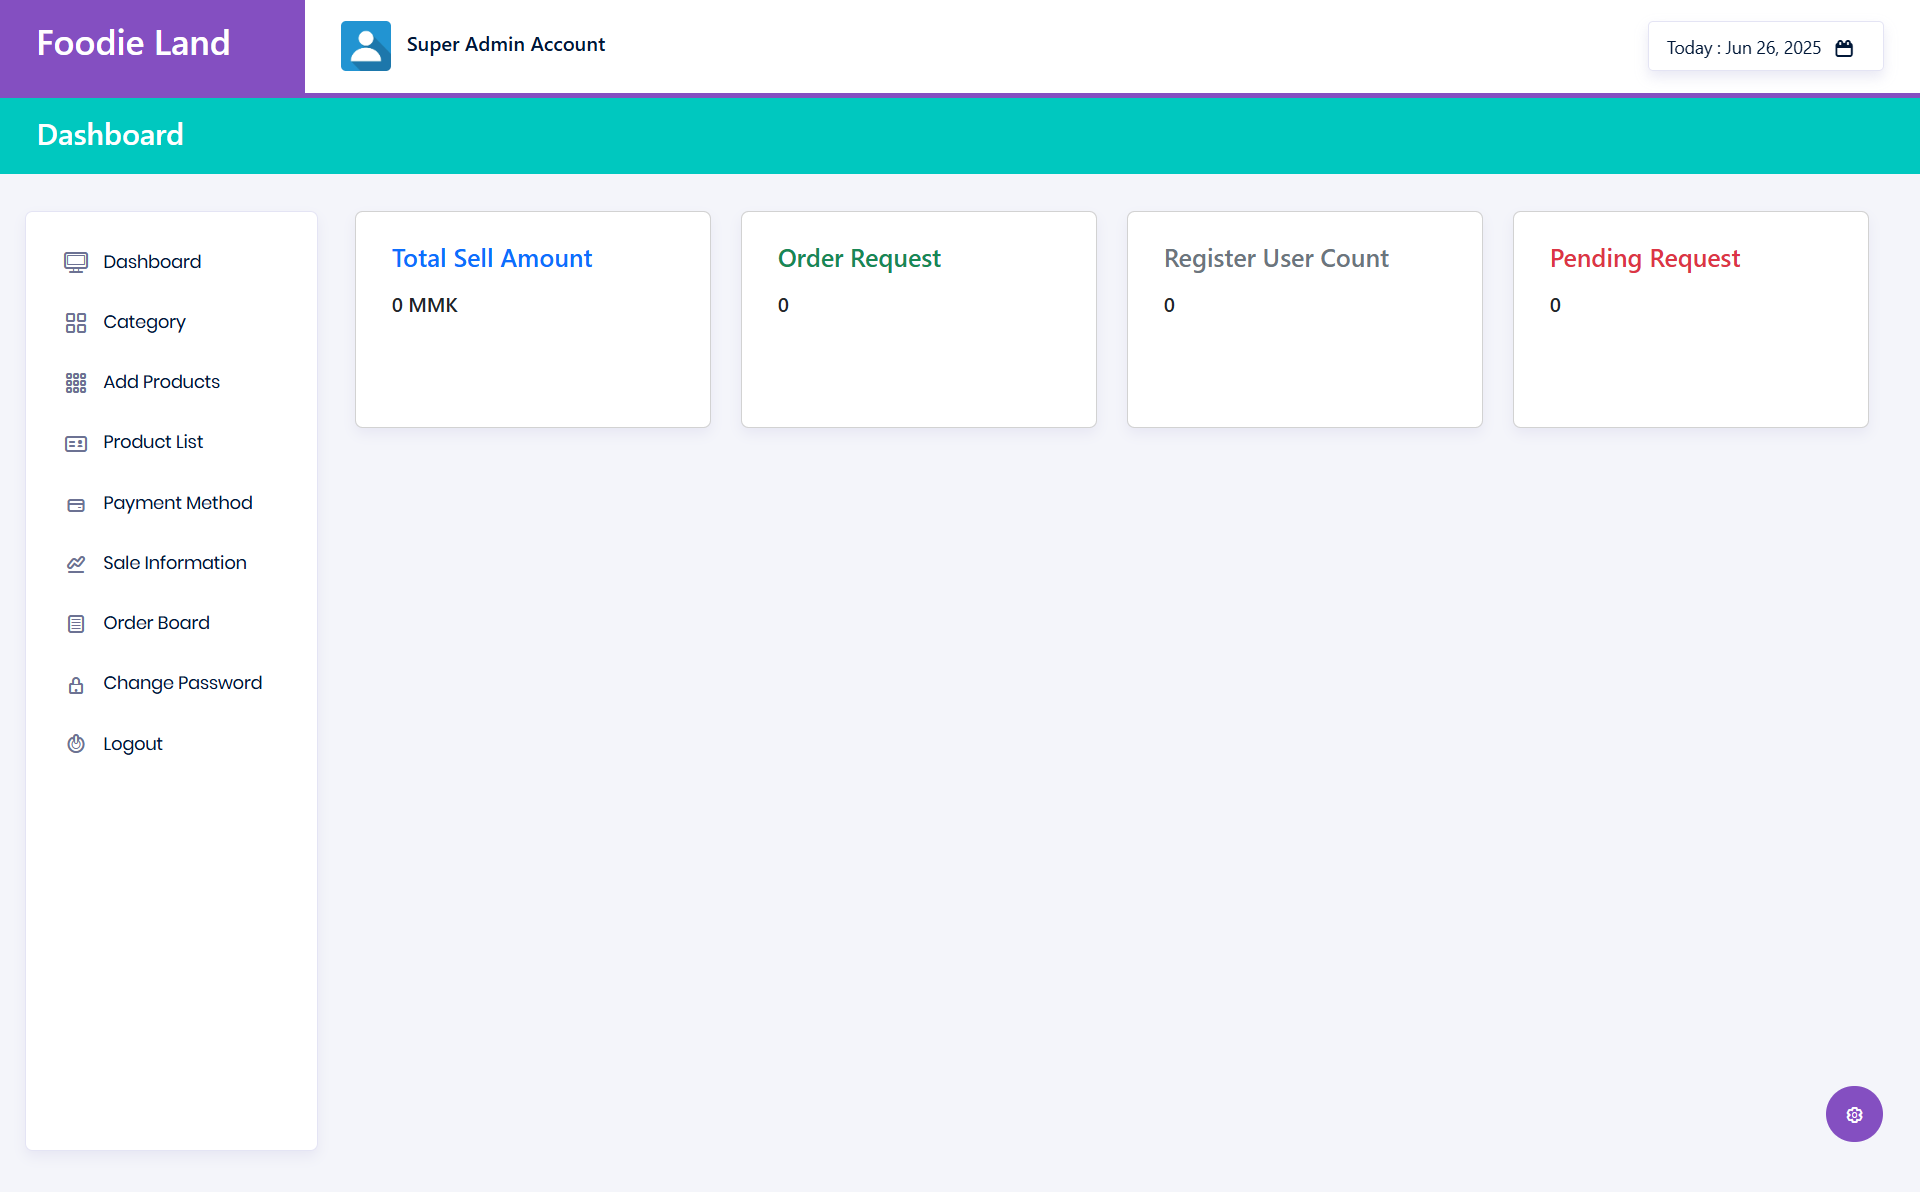 Foodie Land
Super Admin Account
Today : Jun 26, 2025
Dashboard
Dashboard
Category
Add Products
Product List
Payment Method
Sale Information
Order Board
Change Password
Logout
Total Sell Amount
0 MMK
Order Request
0
Register User Count
0
Pending Request
0